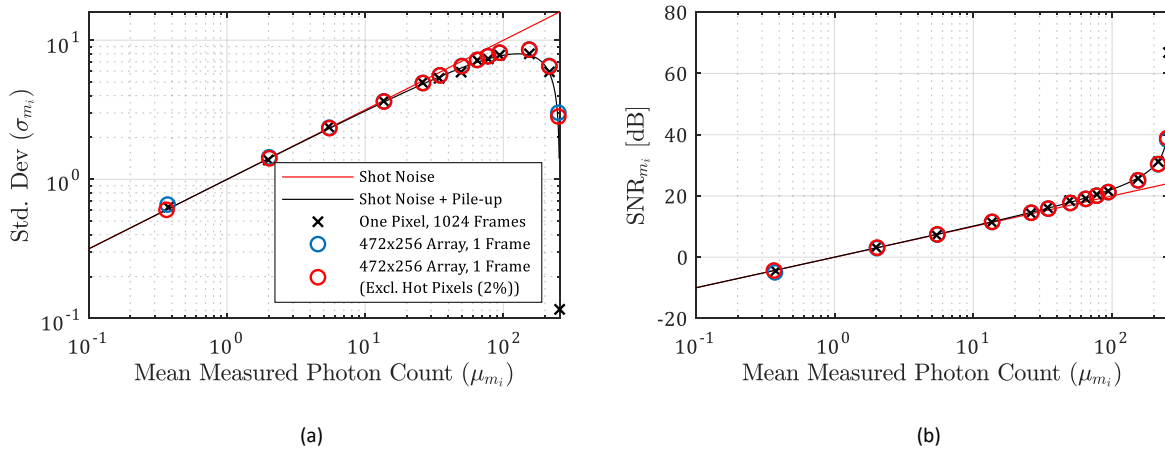 (a)
Std. Dev (σ_{m_i})
10^1
10^0
10^{-1}
Shot Noise
Shot Noise + Pile-up
One Pixel, 1024 Frames
472x256 Array, 1 Frame
472x256 Array, 1 Frame
(Excl. Hot Pixels (2%))
10^{-1} 10^0 10^1 10^2
Mean Measured Photon Count (μ_{m_i})
(a)
(b)
SNR_{m_i} [dB]
80
60
40
20
0
-20
10^{-1} 10^0 10^1 10^2
Mean Measured Photon Count (μ_{m_i})
(b)